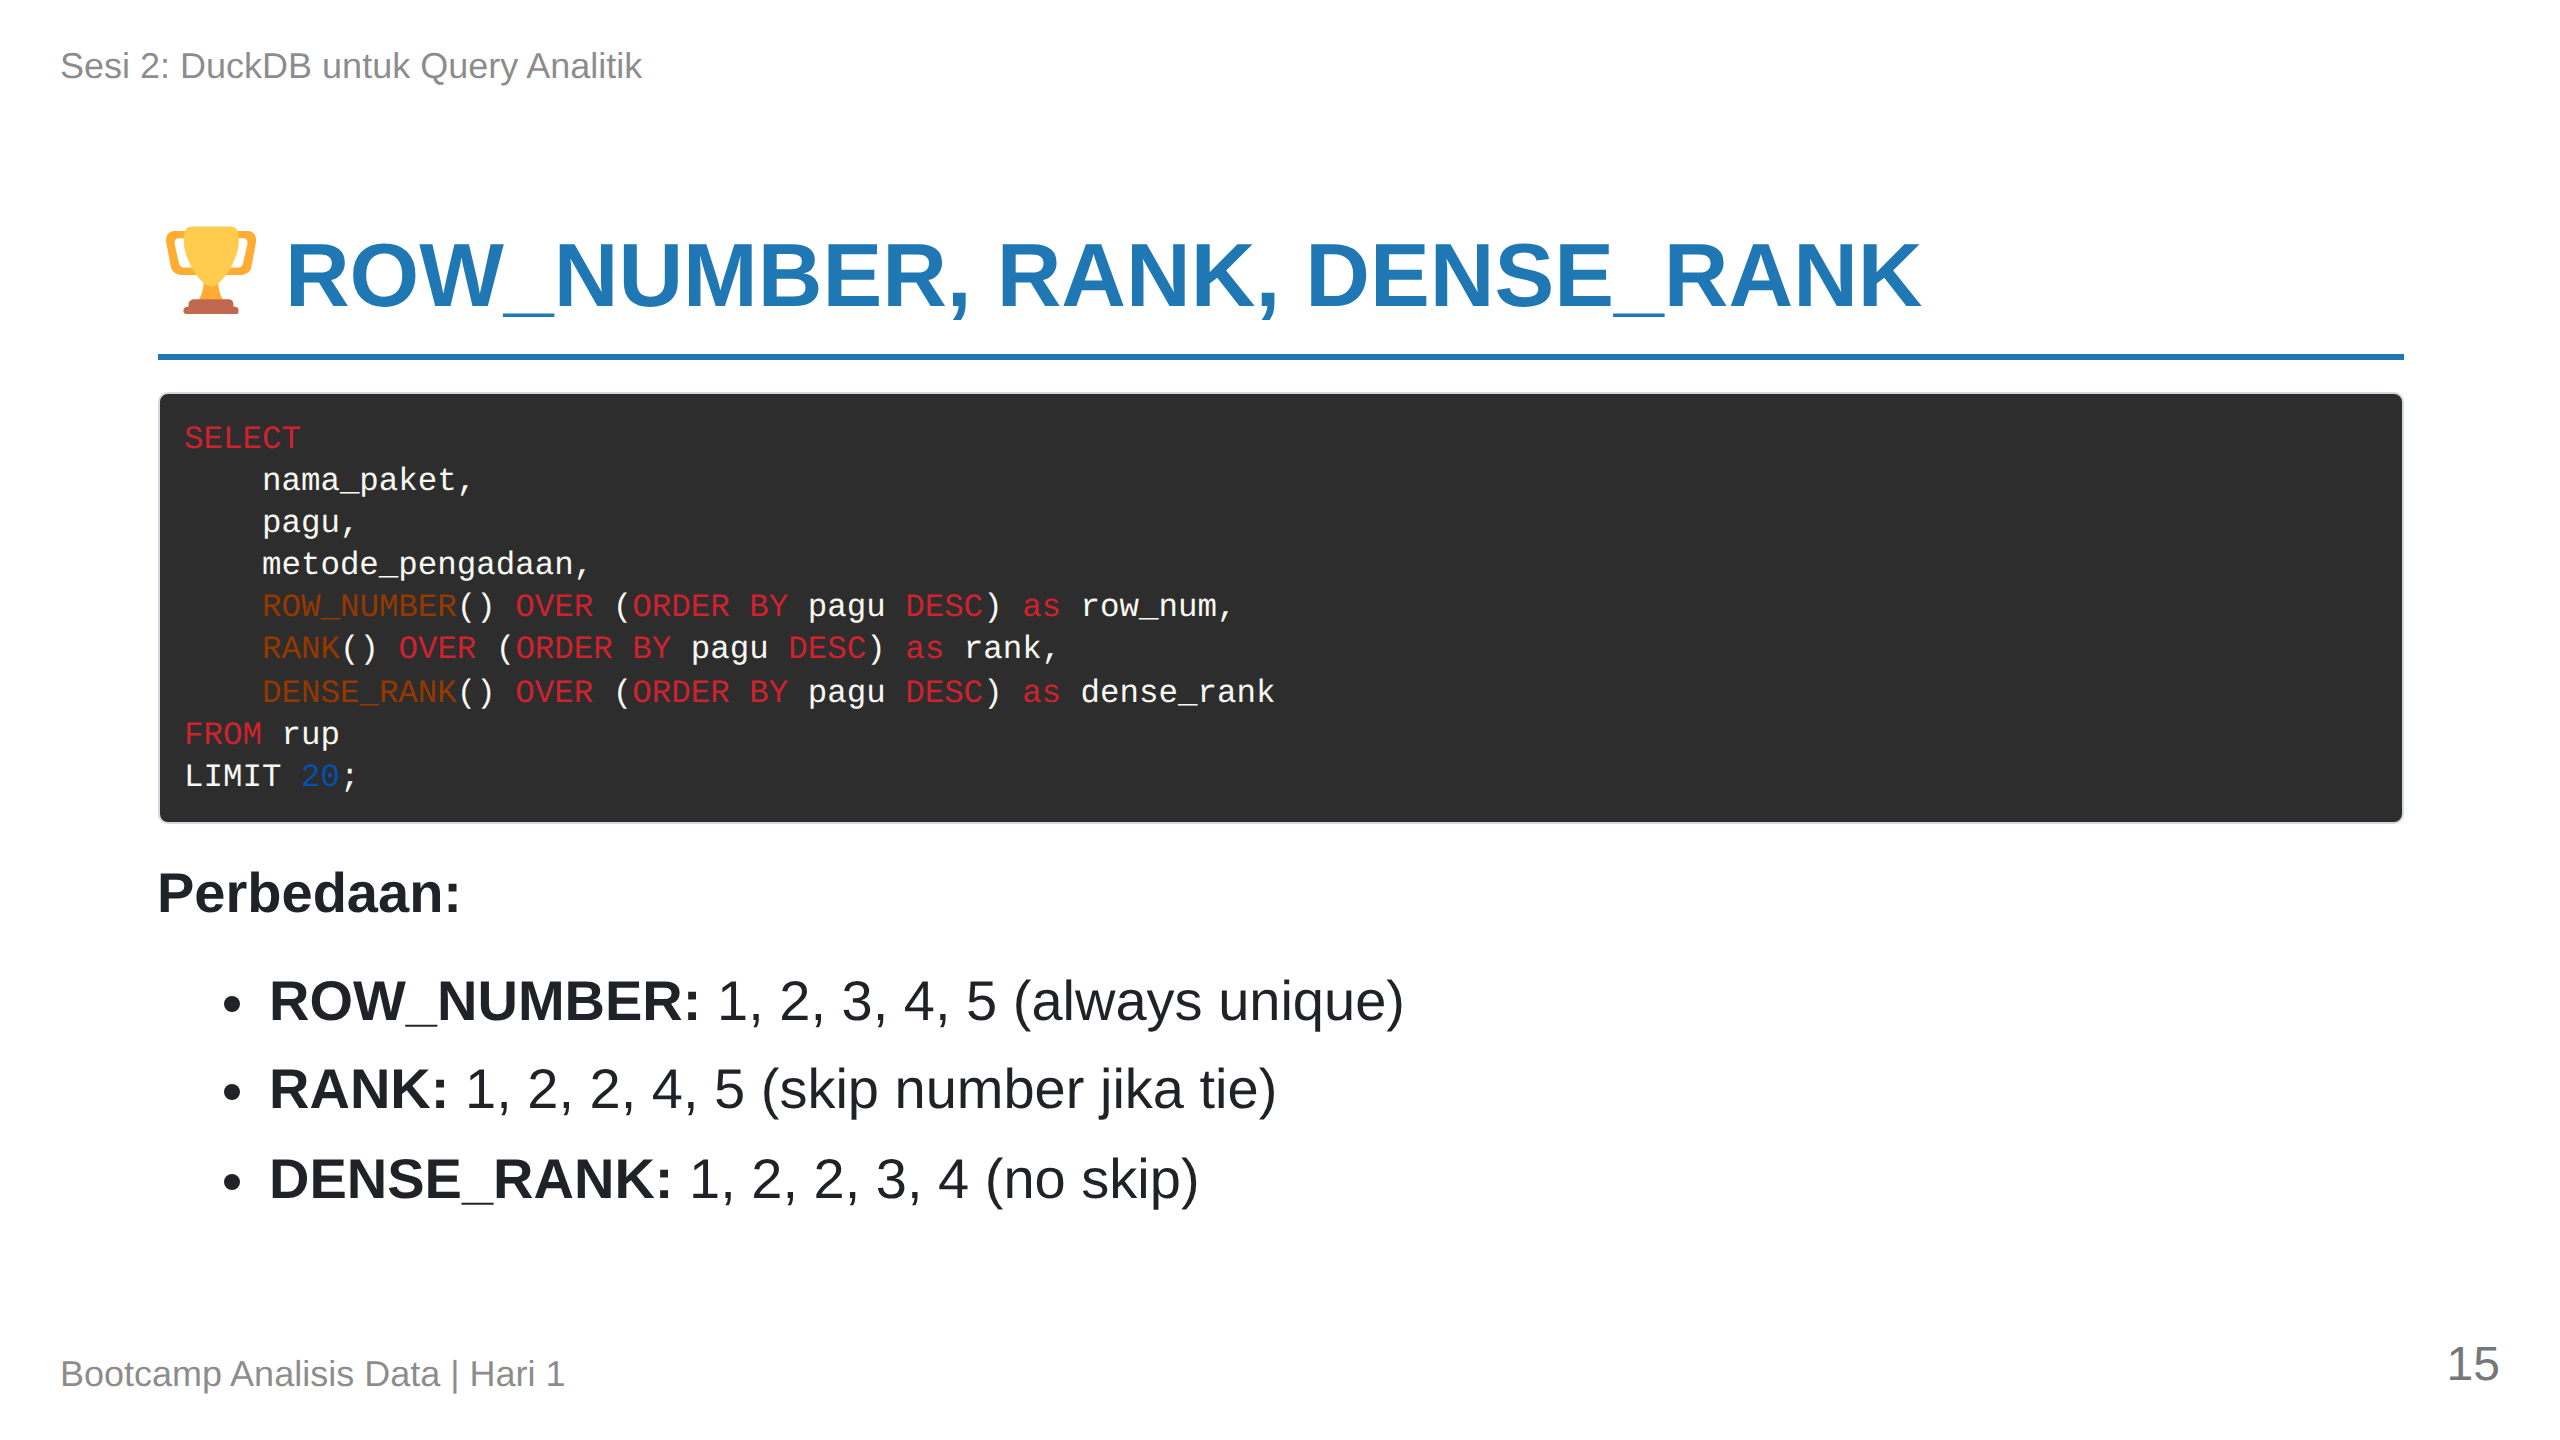 Sesi 2: DuckDB untuk Query Analitik
🏆 ROW_NUMBER, RANK, DENSE_RANK
SELECT
    nama_paket,
    pagu,
    metode_pengadaan,
    ROW_NUMBER() OVER (ORDER BY pagu DESC) as row_num,
    RANK() OVER (ORDER BY pagu DESC) as rank,
    DENSE_RANK() OVER (ORDER BY pagu DESC) as dense_rank
FROM rup
LIMIT 20;
Perbedaan:
• ROW_NUMBER: 1, 2, 3, 4, 5 (always unique)
• RANK: 1, 2, 2, 4, 5 (skip number jika tie)
• DENSE_RANK: 1, 2, 2, 3, 4 (no skip)
Bootcamp Analisis Data | Hari 1
15